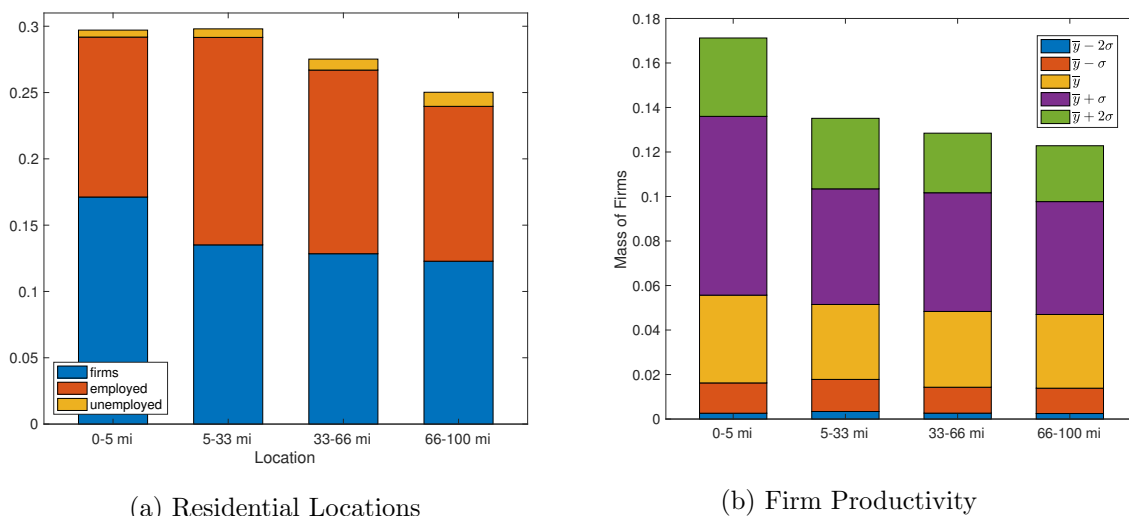 0.3
0.25
0.2
0.15
0.1
0.05
0
firms
employed
unemployed
0-5 mi
5-33 mi
33-66 mi
66-100 mi
Location
(a) Residential Locations
0.18
0.16
0.14
0.12
0.1
0.08
0.06
0.04
0.02
0
Mass of Firms
y̅ − 2σ
y̅ − σ
y̅
y̅ + σ
y̅ + 2σ
0-5 mi
5-33 mi
33-66 mi
66-100 mi
(b) Firm Productivity